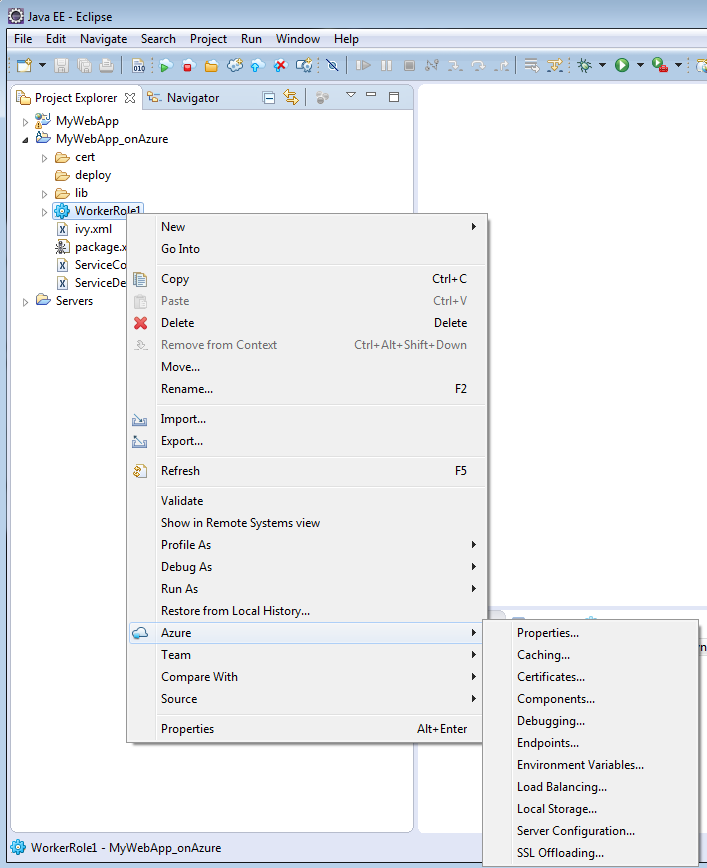 Java EE - Eclipse
File Edit Navigate Search Project Run Window Help
010
Project Explorer Navigator
MyWebApp
MyWebApp_onAzure
cert
deploy
lib
WorkerRole1
ivy.xml
package.x
ServiceCo
ServiceDe
Servers
New
Go Into
Copy Ctrl+C
Paste Ctrl+V
Delete Delete
Remove from Context Ctrl+Alt+Shift+Down
Move...
Rename... F2
Import...
Export...
Refresh F5
Validate
Show in Remote Systems view
Profile As
Debug As
Run As
Restore from Local History...
Azure
Team
Compare With
Source
Properties Alt+Enter
Properties...
Caching...
Certificates...
Components...
Debugging...
Endpoints...
Environment Variables...
Load Balancing...
Local Storage...
Server Configuration...
SSL Offloading...
WorkerRole1 - MyWebApp_onAzure